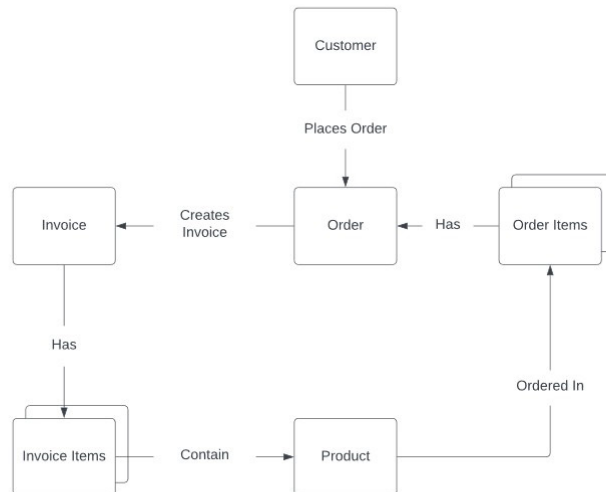 Customer
Places Order
Invoice
Creates
Invoice
Order
Has
Order Items
Has
Ordered In
Invoice Items
Contain
Product